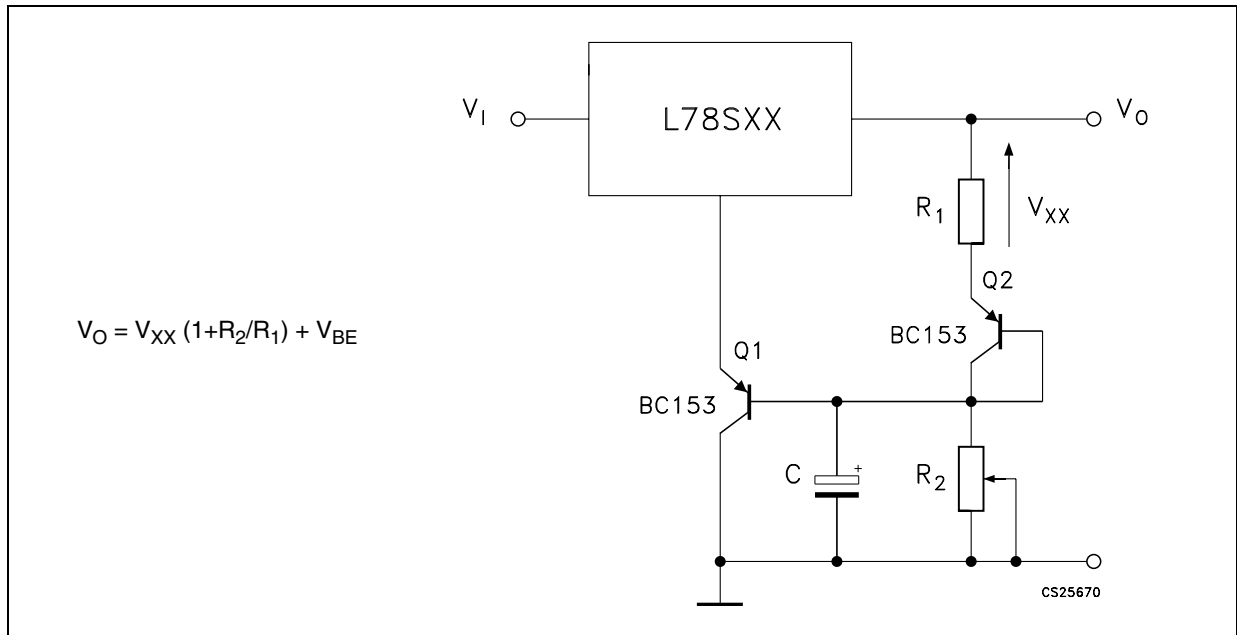 V_I
L78SXX
V_O
R_1
V_XX
Q2
V_O = V_XX (1+R_2/R_1) + V_BE
BC153
Q1
BC153
C
+
R_2
CS25670